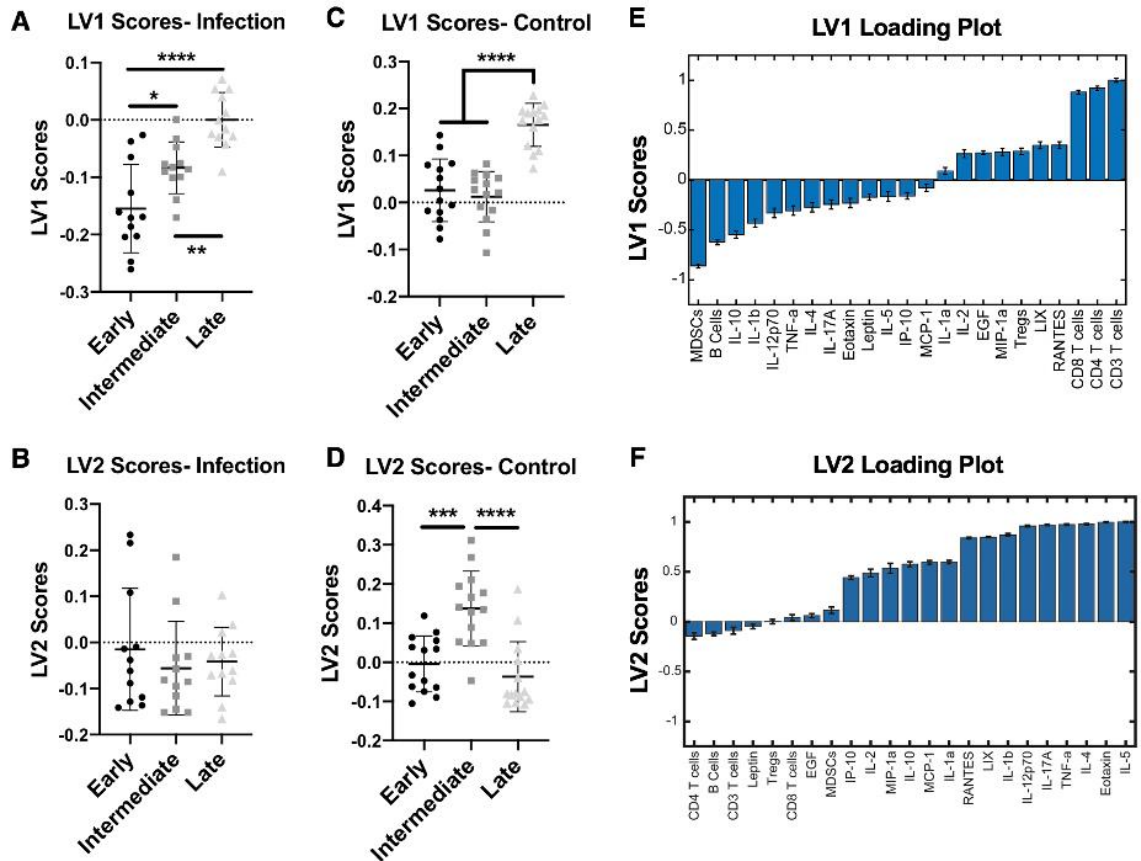 A
LV1 Scores- Infection
LV1 Scores
0.1
0.0
-0.1
-0.2
-0.3
****
*
**
Early
Intermediate
Late
C
LV1 Scores-Control
LV1 Scores
0.3
0.2
0.1
0.0
-0.1
-0.2
****
Early
Intermediate
Late
E
LV1 Loading Plot
LV1 Scores
1
0.5
0
-0.5
-1
MDSCs
B Cells
IL-10
IL-1b
IL-12p70
TNF-a
IL-4
IL-17A
Eotaxin
Leptin
IL-5
IP-10
MCP-1
IL-1a
IL-2
EGF
MIP-1a
Tregs
LIX
RANTES
CD8 T cells
CD4 T cells
CD3 T cells
B
LV2 Scores- Infection
LV2 Scores
0.3
0.2
0.1
0.0
-0.1
-0.2
Early
Intermediate
Late
D
LV2 Scores- Control
LV2 Scores
0.4
0.3
0.2
0.1
0.0
-0.1
-0.2
***
****
Early
Intermediate
Late
F
LV2 Loading Plot
LV2 Scores
1
0.5
0
-0.5
-1
CD4 T cells
B Cells
CD3 T cells
Leptin
Tregs
CD8 T cells
EGF
MDSCs
IP-10
IL-2
MIP-1a
IL-10
MCP-1
IL-1a
RANTES
LIX
IL-1b
IL-12p70
IL-17A
TNF-a
IL-4
Eotaxin
IL-5